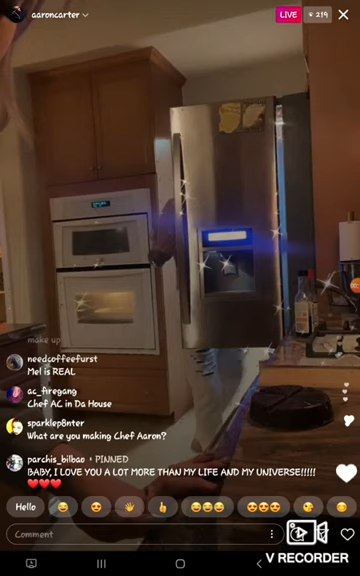 aaroncarter
LIVE
219
make up
needcoffeefurst
Mel is REAL
ac_firegang
Chef AC in Da House
sparklep8nter
What are you making Chef Aaron?
parchis_bilbao • PINNED
BABY, I LOVE YOU A LOT MORE THAN MY LIFE AND MY UNIVERSE!!!!!
Hello
Comment
V RECORDER